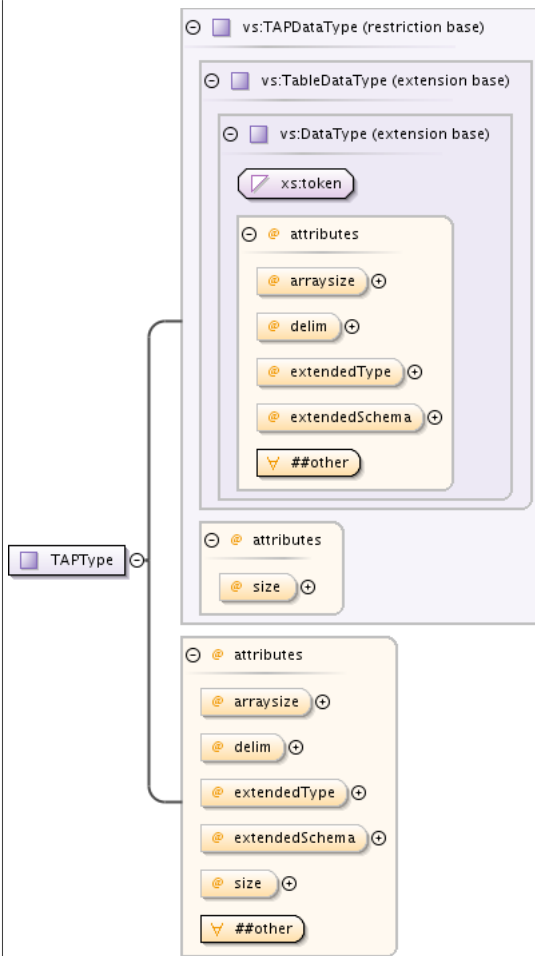 vs:TAPDataType (restriction base)
vs:TableDataType (extension base)
vs:DataType (extension base)
xs:token
@ attributes
@ arraysize
@ delim
@ extendedType
@ extendedSchema
∀ ##other
@ attributes
@ size
TAPType
@ attributes
@ arraysize
@ delim
@ extendedType
@ extendedSchema
@ size
∀ ##other